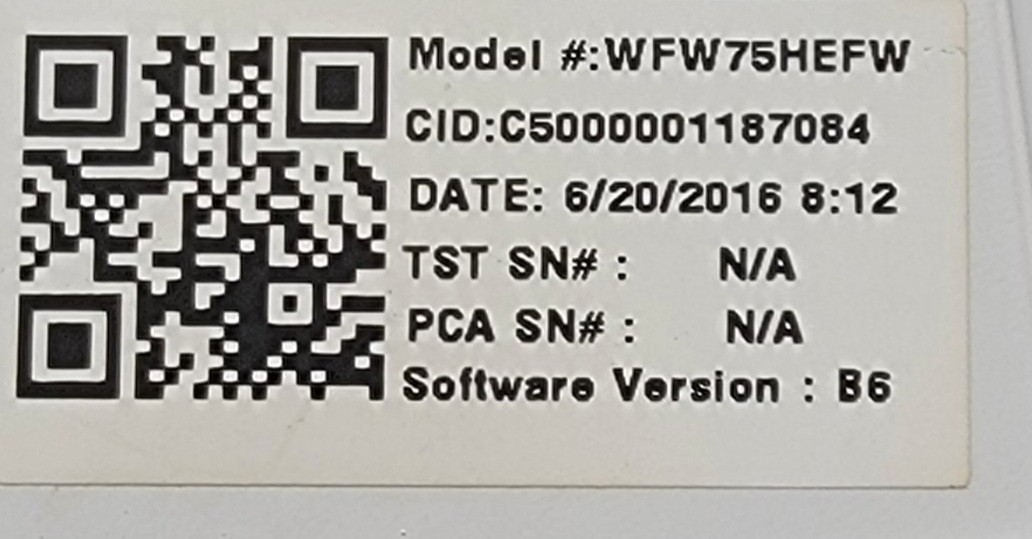 Model #:WFW75HEFW
CID:C5000001187084
DATE: 6/20/2016 8:12
TST SN# : N/A
PCA SN# : N/A
Software Version : B6